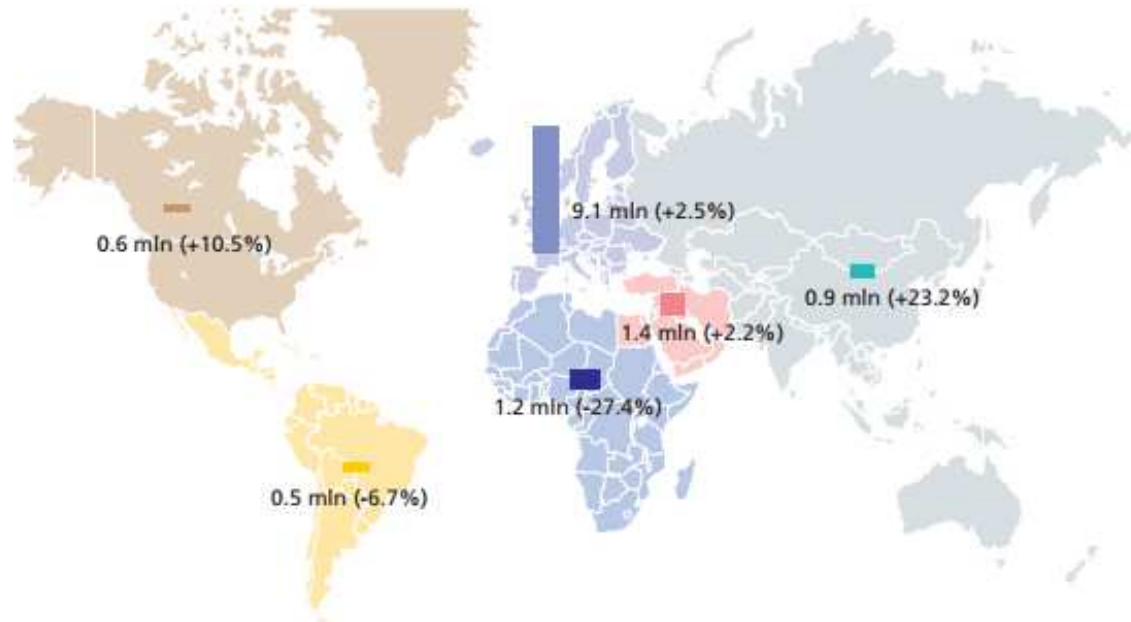 9.1 mln (+2.5%)
0.6 mln (+10.5%)
0.9 mln (+23.2%)
1.4 mln (+2.2%)
1.2 mln (-27.4%)
0.5 mln (-6.7%)